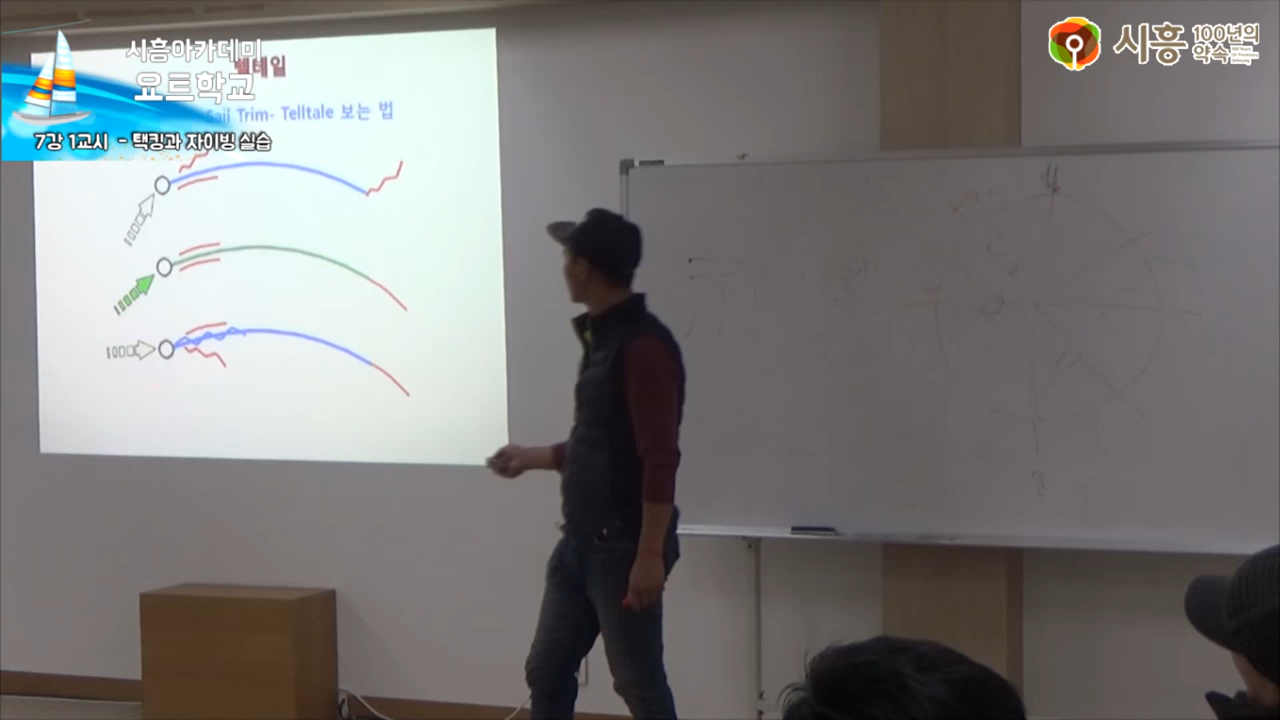 시흥아카데미
요트학교
7강 1교시 - 택킹과 자이빙 실습
텔테일
Sail Trim- Telltale 보는 법
시흥 100년의
약속